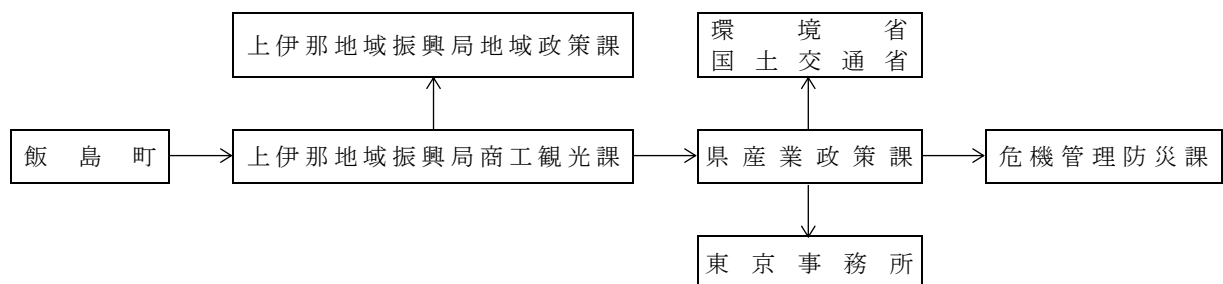 上伊那地域振興局地域政策課
環境省
国土交通省
飯島町
上伊那地域振興局商工観光課
県産業政策課
危機管理防災課
東京事務所